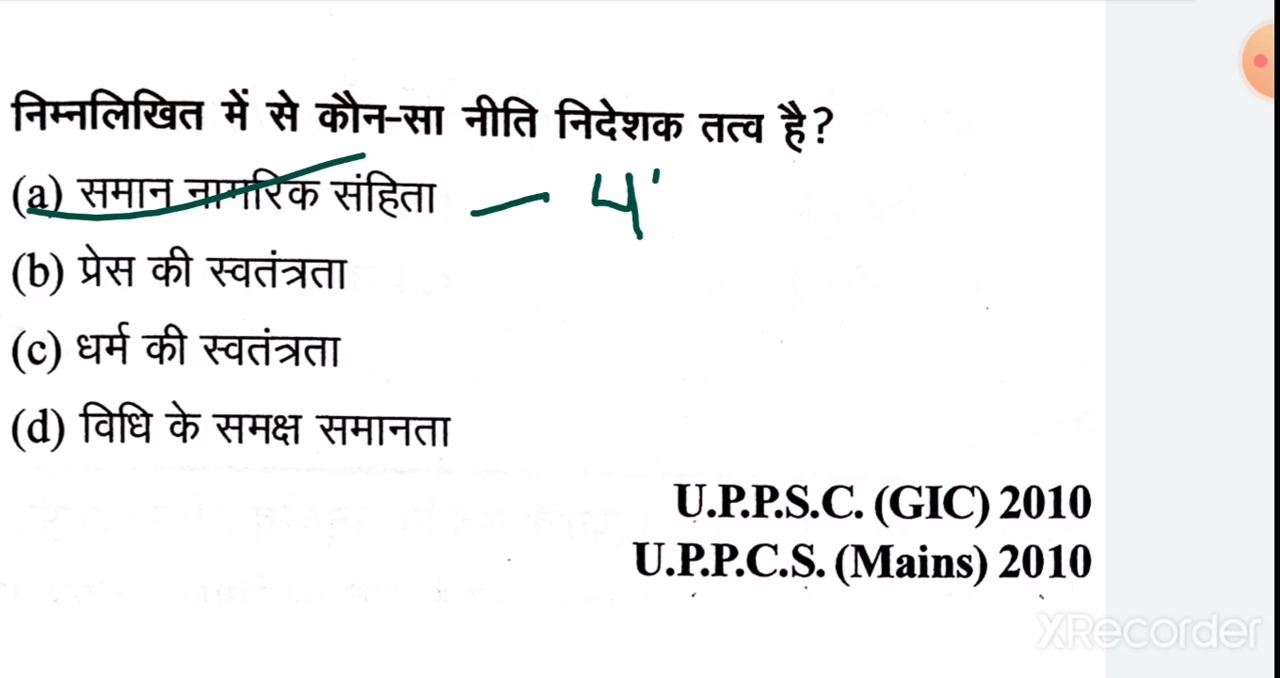 निम्नलिखित में से कौन-सा नीति निदेशक तत्व है?
(a) समान नागरिक संहिता — 4'
(b) प्रेस की स्वतंत्रता
(c) धर्म की स्वतंत्रता
(d) विधि के समक्ष समानता
U.P.P.S.C. (GIC) 2010
U.P.P.C.S. (Mains) 2010
XRecorder